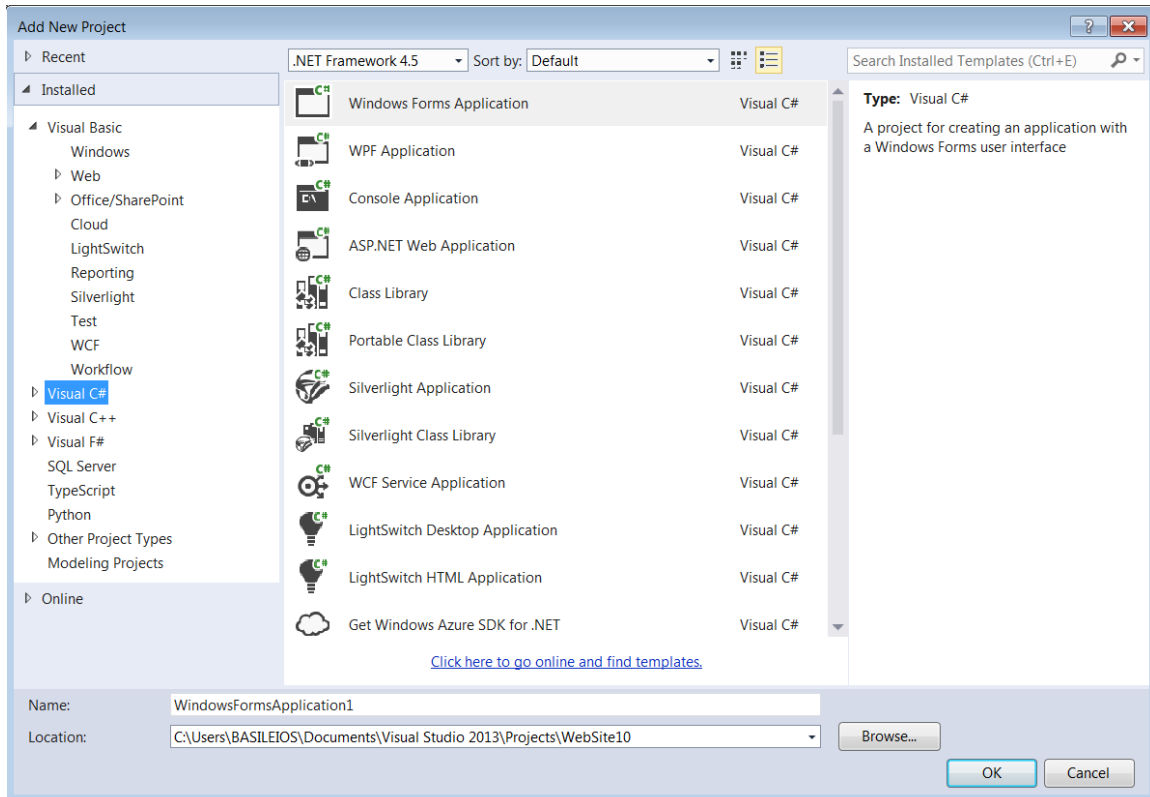 Add New Project
Recent
.NET Framework 4.5 Sort by: Default
Search Installed Templates (Ctrl+E)
Installed
Visual Basic
Windows
Web
Office/SharePoint
Cloud
LightSwitch
Reporting
Silverlight
Test
WCF
Workflow
Visual C#
Visual C++
Visual F#
SQL Server
TypeScript
Python
Other Project Types
Modeling Projects
Online
C# Windows Forms Application Visual C#
C# WPF Application Visual C#
C# C:\ Console Application Visual C#
C# ASP.NET Web Application Visual C#
C# Class Library Visual C#
C# Portable Class Library Visual C#
C# Silverlight Application Visual C#
C# Silverlight Class Library Visual C#
C# WCF Service Application Visual C#
C# LightSwitch Desktop Application Visual C#
C# LightSwitch HTML Application Visual C#
Get Windows Azure SDK for .NET Visual C#
Click here to go online and find templates.
Type: Visual C#
A project for creating an application with
a Windows Forms user interface
Name: WindowsFormsApplication1
Location: C:\Users\BASILEIOS\Documents\Visual Studio 2013\Projects\WebSite10
Browse...
OK Cancel